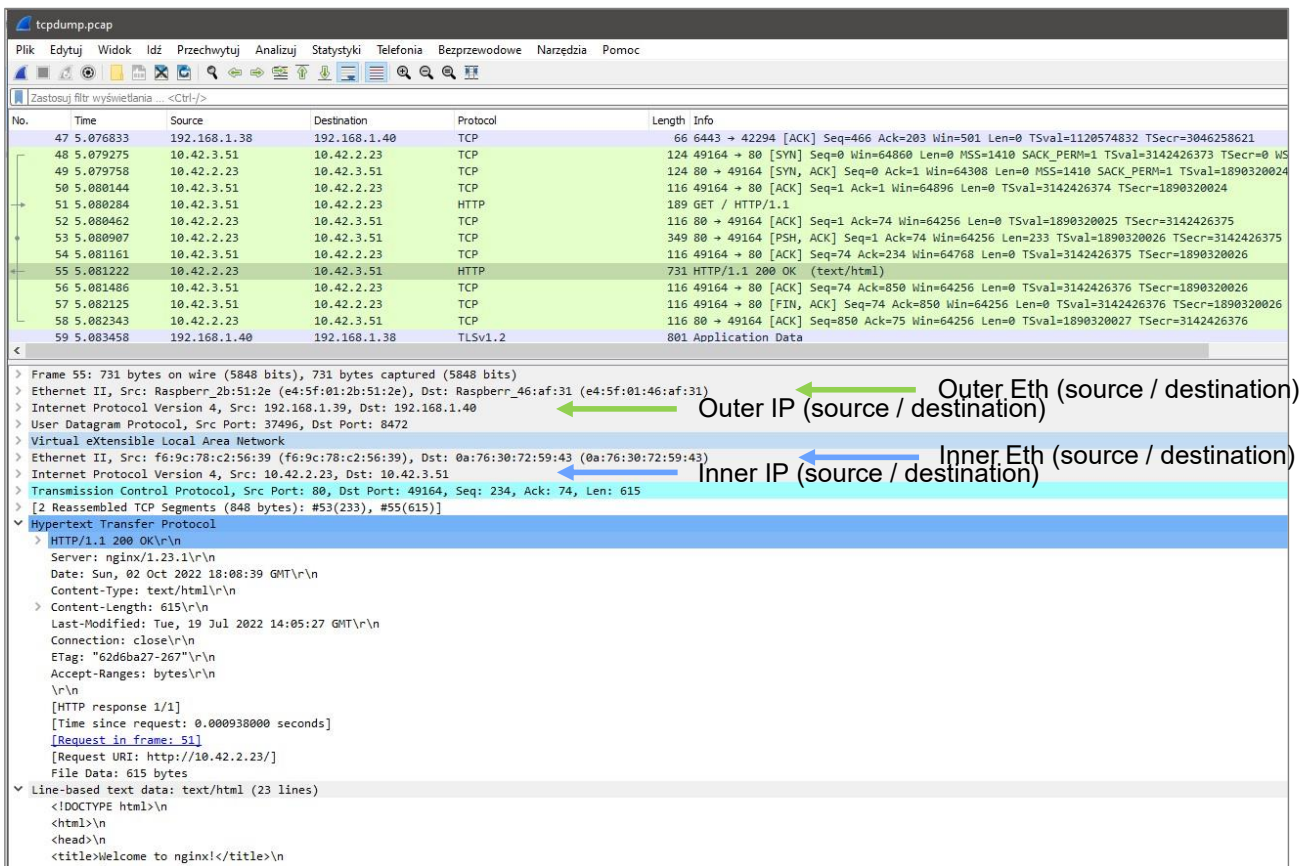 tcpdump.pcap
Plik Edytuj Widok Idź Przechwytuj Analizuj Statystyki Telefonia Bezprzewodowe Narzędzia Pomoc
Zastosuj filtr wyświetlania ... <Ctrl-/>
No. Time Source Destination Protocol Length Info
47 5.076833 192.168.1.38 192.168.1.40 TCP 66 6443 → 42294 [ACK] Seq=466 Ack=203 Win=501 Len=0 TSval=1120574832 TSecr=3046258621
48 5.079275 10.42.3.51 10.42.2.23 TCP 124 49164 → 80 [SYN] Seq=0 Win=64860 Len=0 MSS=1410 SACK_PERM=1 TSval=3142426373 TSecr=0 WS
49 5.079758 10.42.2.23 10.42.3.51 TCP 124 80 → 49164 [SYN, ACK] Seq=0 Ack=1 Win=64308 Len=0 MSS=1410 SACK_PERM=1 TSval=1890320024
50 5.080144 10.42.3.51 10.42.2.23 TCP 116 49164 → 80 [ACK] Seq=1 Ack=1 Win=64896 Len=0 TSval=3142426374 TSecr=1890320024
51 5.080284 10.42.3.51 10.42.2.23 HTTP 189 GET / HTTP/1.1
52 5.080462 10.42.2.23 10.42.3.51 TCP 116 80 → 49164 [ACK] Seq=1 Ack=74 Win=64256 Len=0 TSval=1890320025 TSecr=3142426375
53 5.080907 10.42.2.23 10.42.3.51 TCP 349 80 → 49164 [PSH, ACK] Seq=1 Ack=74 Win=64256 Len=233 TSval=1890320026 TSecr=3142426375
54 5.081161 10.42.3.51 10.42.2.23 TCP 116 49164 → 80 [ACK] Seq=74 Ack=234 Win=64768 Len=0 TSval=3142426375 TSecr=1890320026
55 5.081222 10.42.2.23 10.42.3.51 HTTP 731 HTTP/1.1 200 OK (text/html)
56 5.081486 10.42.3.51 10.42.2.23 TCP 116 49164 → 80 [ACK] Seq=74 Ack=850 Win=64256 Len=0 TSval=3142426376 TSecr=1890320026
57 5.082125 10.42.3.51 10.42.2.23 TCP 116 49164 → 80 [FIN, ACK] Seq=74 Ack=850 Win=64256 Len=0 TSval=3142426376 TSecr=1890320026
58 5.082343 10.42.2.23 10.42.3.51 TCP 116 80 → 49164 [ACK] Seq=850 Ack=75 Win=64256 Len=0 TSval=1890320027 TSecr=3142426376
59 5.083458 192.168.1.40 192.168.1.38 TLSv1.2 801 Application Data
Frame 55: 731 bytes on wire (5848 bits), 731 bytes captured (5848 bits)
Ethernet II, Src: Raspberr_2b:51:2e (e4:5f:01:2b:51:2e), Dst: Raspberr_46:af:31 (e4:5f:01:46:af:31) Outer Eth (source / destination)
Internet Protocol Version 4, Src: 192.168.1.39, Dst: 192.168.1.40 Outer IP (source / destination)
User Datagram Protocol, Src Port: 37496, Dst Port: 8472
Virtual eXtensible Local Area Network
Ethernet II, Src: f6:9c:78:c2:56:39 (f6:9c:78:c2:56:39), Dst: 0a:76:30:72:59:43 (0a:76:30:72:59:43) Inner Eth (source / destination)
Internet Protocol Version 4, Src: 10.42.2.23, Dst: 10.42.3.51 Inner IP (source / destination)
Transmission Control Protocol, Src Port: 80, Dst Port: 49164, Seq: 234, Ack: 74, Len: 615
[2 Reassembled TCP Segments (848 bytes): #53(233), #55(615)]
Hypertext Transfer Protocol
HTTP/1.1 200 OK\r\n
Server: nginx/1.23.1\r\n
Date: Sun, 02 Oct 2022 18:08:39 GMT\r\n
Content-Type: text/html\r\n
Content-Length: 615\r\n
Last-Modified: Tue, 19 Jul 2022 14:05:27 GMT\r\n
Connection: close\r\n
ETag: "62d6ba27-267"\r\n
Accept-Ranges: bytes\r\n
\r\n
[HTTP response 1/1]
[Time since request: 0.000938000 seconds]
[Request in frame: 51]
[Request URI: http://10.42.2.23/]
File Data: 615 bytes
Line-based text data: text/html (23 lines)
<!DOCTYPE html>\n
<html>\n
<head>\n
<title>Welcome to nginx!</title>\n